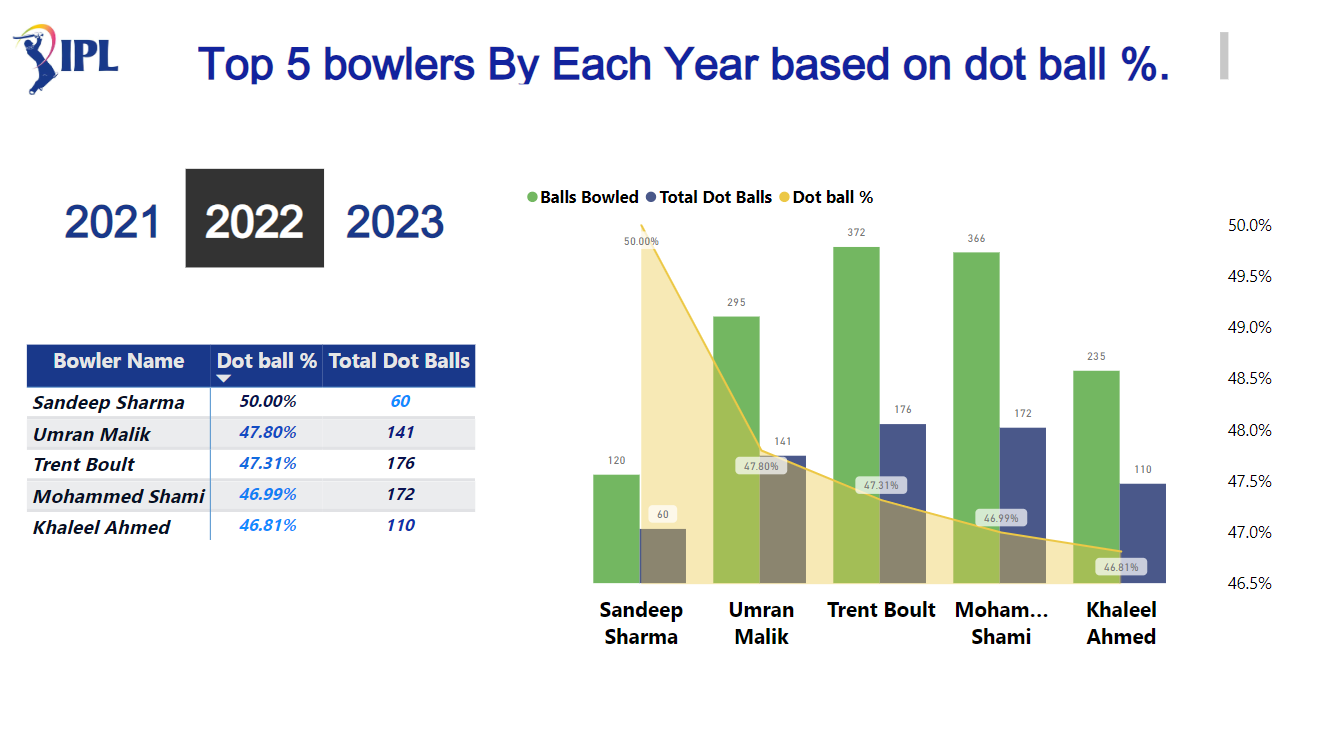 IPL
Top 5 bowlers By Each Year based on dot ball %.
2021 2022 2023
Bowler Name Dot ball % Total Dot Balls
Sandeep Sharma 50.00% 60
Umran Malik 47.80% 141
Trent Boult 47.31% 176
Mohammed Shami 46.99% 172
Khaleel Ahmed 46.81% 110
Balls Bowled Total Dot Balls Dot ball %
50.0%
49.5%
49.0%
48.5%
48.0%
47.5%
47.0%
46.5%
120
60
50.00%
295
141
47.80%
372
176
47.31%
366
172
46.99%
235
110
46.81%
Sandeep
Sharma
Umran
Malik
Trent Boult
Moham...
Shami
Khaleel
Ahmed